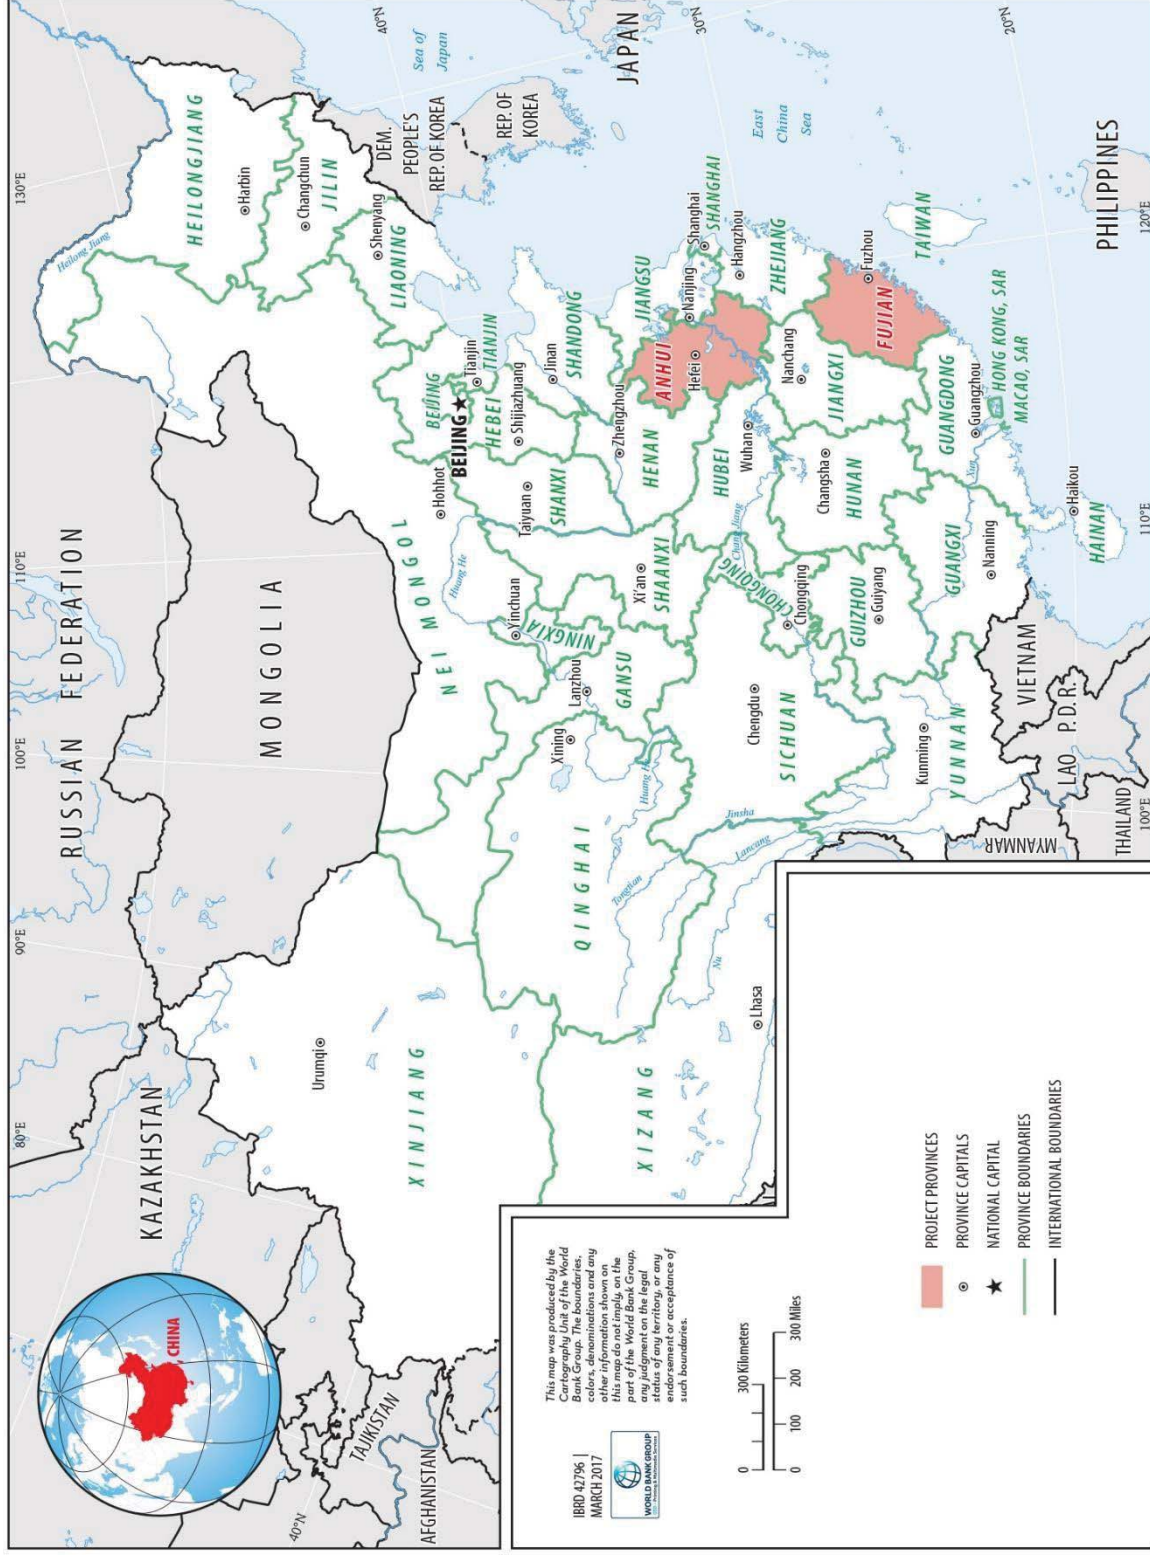 130°E
110°E
100°E
90°E
80°E
40°N
40°N
30°N
20°N
120°E
110°E
100°E
RUSSIAN FEDERATION
MONGOLIA
KAZAKHSTAN
TAJIKISTAN
AFGHANISTAN
CHINA
DEM.
PEOPLE'S
REP. OF KOREA
REP. OF
KOREA
JAPAN
Sea of
Japan
East
China
Sea
PHILIPPINES
VIETNAM
LAO P.D.R.
THAILAND
MYANMAR
Heilong Jiang
HEILONGJIANG
Harbin
Changchun
JILIN
Shenyang
LIAONING
NEI MONGOL
Hohhot
BEIJING
BEIJING
Tianjin
TIANJIN
HEBEI
Shijiazhuang
Jinan
SHANDONG
Taiyuan
SHANXI
Huang He
Yinchuan
NINGXIA
Xi'an
SHAANXI
Zhengzhou
HENAN
JIANGSU
Nanjing
Shanghai
SHANGHAI
ANHUI
Hefei
Hangzhou
ZHEJIANG
HUBEI
Wuhan
Chang Jiang
Nanchang
JIANGXI
FUJIAN
Fuzhou
TAIWAN
Changsha
HUNAN
CHONGQING
Chongqing
GUIZHOU
Guiyang
GUANGDONG
Guangzhou
HONG KONG, SAR
MACAO, SAR
Xun
GUANGXI
Nanning
Haikou
HAINAN
Lanzhou
GANSU
Xining
QINGHAI
Huang He
Chengdu
SICHUAN
Jinsha
Lancang
Tongtian
Nu
Kunming
YUNNAN
Urumqi
XINJIANG
XIZANG
Lhasa
This map was produced by the
Cartography Unit of the World
Bank Group. The boundaries,
colors, denominations and any
other information shown on
this map do not imply, on the
part of the World Bank Group,
any judgment on the legal
status of any territory, or any
endorsement or acceptance of
such boundaries.
IBRD 42796 |
MARCH 2017
WORLD BANK GROUP
0 300 Kilometers
0 100 200 300 Miles
PROJECT PROVINCES
PROVINCE CAPITALS
NATIONAL CAPITAL
PROVINCE BOUNDARIES
INTERNATIONAL BOUNDARIES